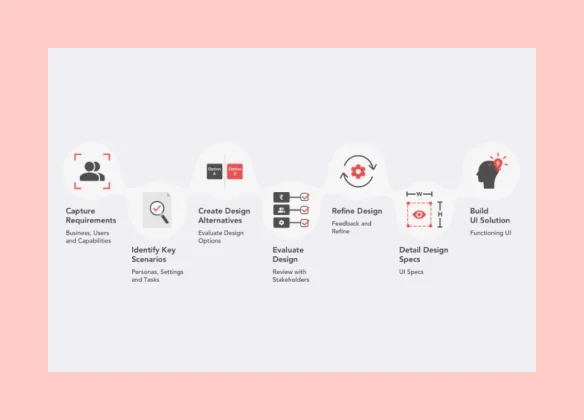 Option
A
Option
B
Capture
Requirements
Business, Users
and Capabilities
Identify Key
Scenarios
Personas, Settings
and Tasks
Create Design
Alternatives
Evaluate Design
Options
₹
Evaluate
Design
Review with
Stakeholders
Refine Design
Feedback and
Refine
W
H
Detail Design
Specs
UI Specs
Build
UI Solution
Functioning UI